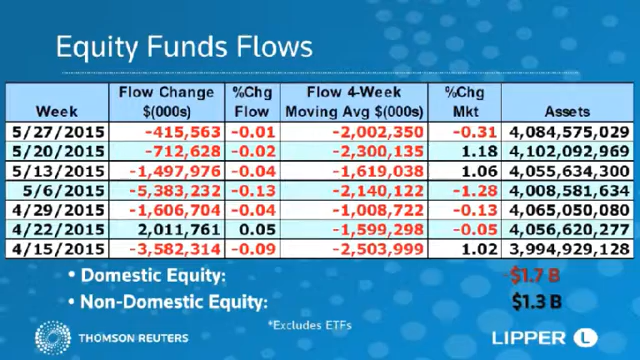 Equity Funds Flows
Flow Change %Chg Flow 4-Week %Chg
Week $(000s) Flow Moving Avg $(000s) Mkt Assets
5/27/2015 -415,563 -0.01 -2,002,350 -0.31 4,084,575,029
5/20/2015 -712,628 -0.02 -2,300,135 1.18 4,102,092,969
5/13/2015 -1,497,976 -0.04 -1,619,038 1.06 4,055,634,300
5/6/2015 -5,383,232 -0.13 -2,140,122 -1.28 4,008,581,634
4/29/2015 -1,606,704 -0.04 -1,008,722 -0.13 4,065,050,080
4/22/2015 2,011,761 0.05 -1,599,298 -0.05 4,056,620,277
4/15/2015 -3,582,314 -0.09 -2,503,999 1.02 3,994,929,128
• Domestic Equity: -$1.7 B
• Non-Domestic Equity: $1.3 B
*Excludes ETFs
THOMSON REUTERS LIPPER L